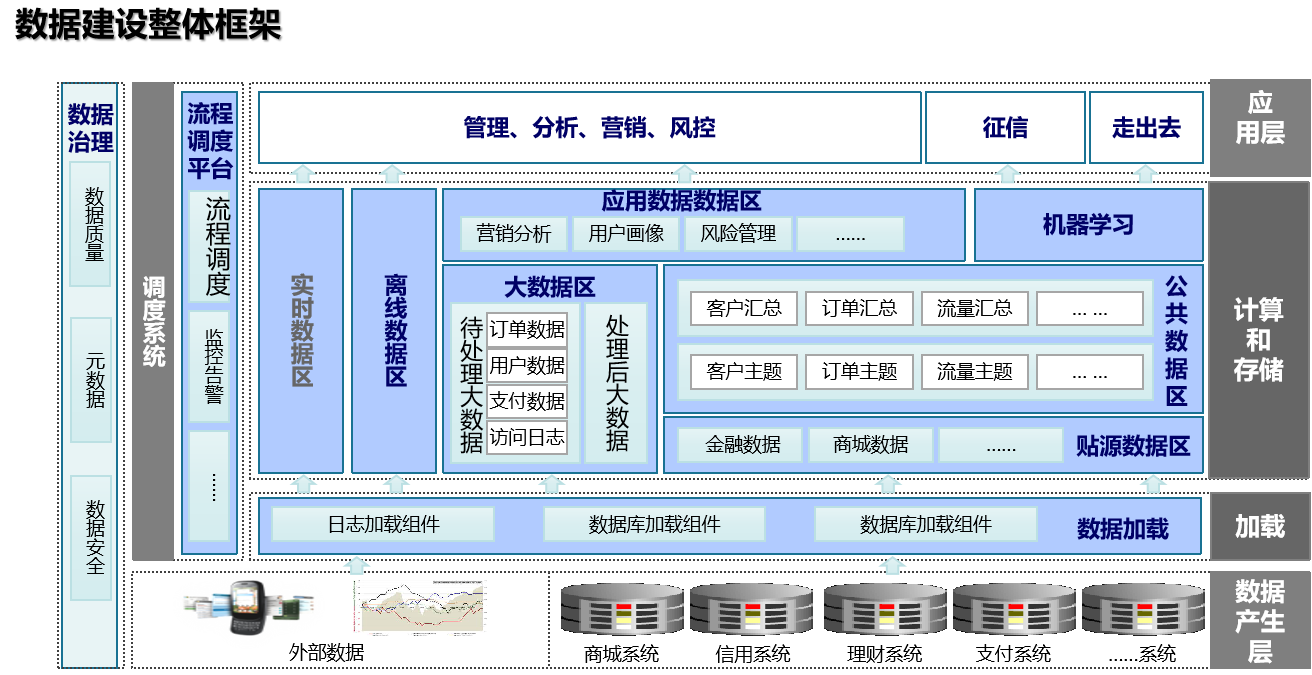 数据建设整体框架
数据
治理
数据质量
元数据
数据安全
调度系统
流程
调度
平台
流程调度
监控告警
......
管理、分析、营销、风控
征信
走出去
应
用层
实时数据区
离线数据区
应用数据数据区
营销分析
用户画像
风险管理
......
机器学习
大数据区
待处理大数据
订单数据
用户数据
支付数据
访问日志
处理后大数据
客户汇总
订单汇总
流量汇总
... ...
客户主题
订单主题
流量主题
... ...
公共数据区
金融数据
商城数据
......
贴源数据区
计算
和
存储
日志加载组件
数据库加载组件
数据库加载组件
数据加载
加载
外部数据
商城系统
信用系统
理财系统
支付系统
......系统
数据
产生
层